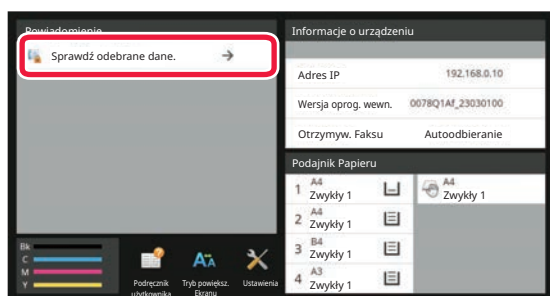 Powiadomienie
Sprawdź odebrane dane. →
Informacje o urządzeniu
Adres IP 192.168.0.10
Wersja oprog. wewn. 0078Q1Af_23030100
Otrzymyw. Faksu Autoodbieranie
Podajnik Papieru
1 A4
Zwykły 1
A4
Zwykły 1
2 A4
Zwykły 1
3 B4
Zwykły 1
4 A3
Zwykły 1
Bk
C
M
Y
Podręcznik
użytkownika
Tryb powiększ.
Ekranu
Ustawienia